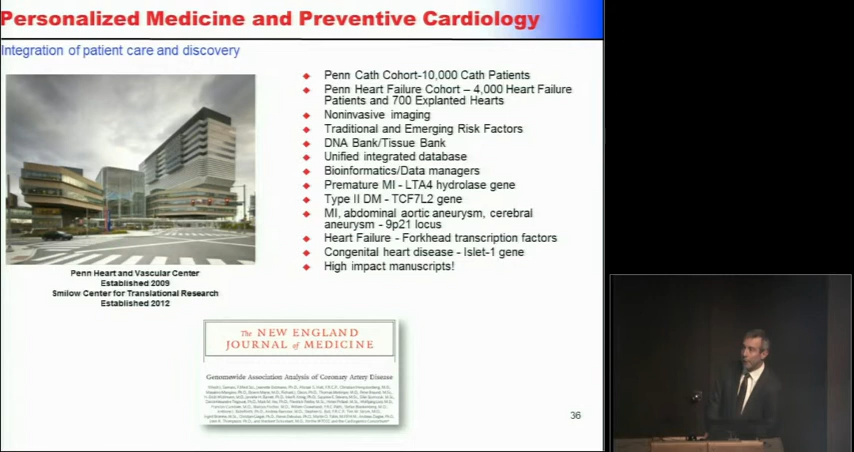 Personalized Medicine and Preventive Cardiology
Integration of patient care and discovery
Penn Cath Cohort-10,000 Cath Patients
Penn Heart Failure Cohort – 4,000 Heart Failure
Patients and 700 Explanted Hearts
Noninvasive imaging
Traditional and Emerging Risk Factors
DNA Bank/Tissue Bank
Unified integrated database
Bioinformatics/Data managers
Premature MI - LTA4 hydrolase gene
Type II DM - TCF7L2 gene
MI, abdominal aortic aneurysm, cerebral
aneurysm - 9p21 locus
Heart Failure - Forkhead transcription factors
Congenital heart disease - Islet-1 gene
High impact manuscripts!
Penn Heart and Vascular Center
Established 2009
Smilow Center for Translational Research
Established 2012
The NEW ENGLAND
JOURNAL of MEDICINE
Genomewide Association Analysis of Coronary Artery Disease
36